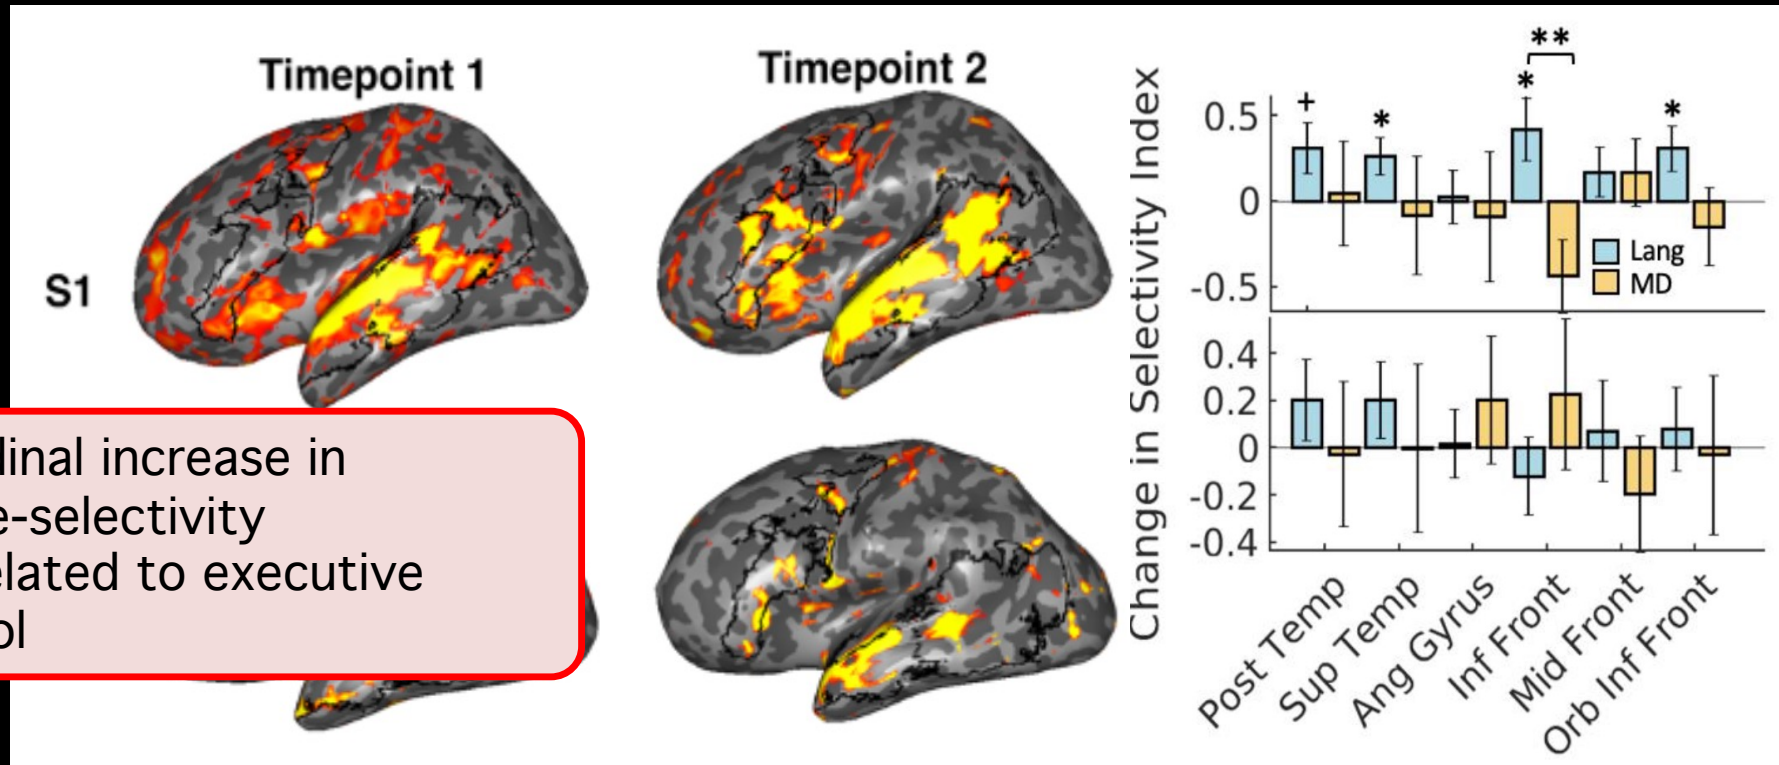 Timepoint 1
Timepoint 2
S1
dinal increase in
e-selectivity
elated to executive
ol
Change in Selectivity Index
**
+
*
*
*
0.5
0
-0.5
Lang
MD
0.4
0.2
0
-0.2
-0.4
Post Temp
Sup Temp
Ang Gyrus
Inf Front
Mid Front
Orb Inf Front